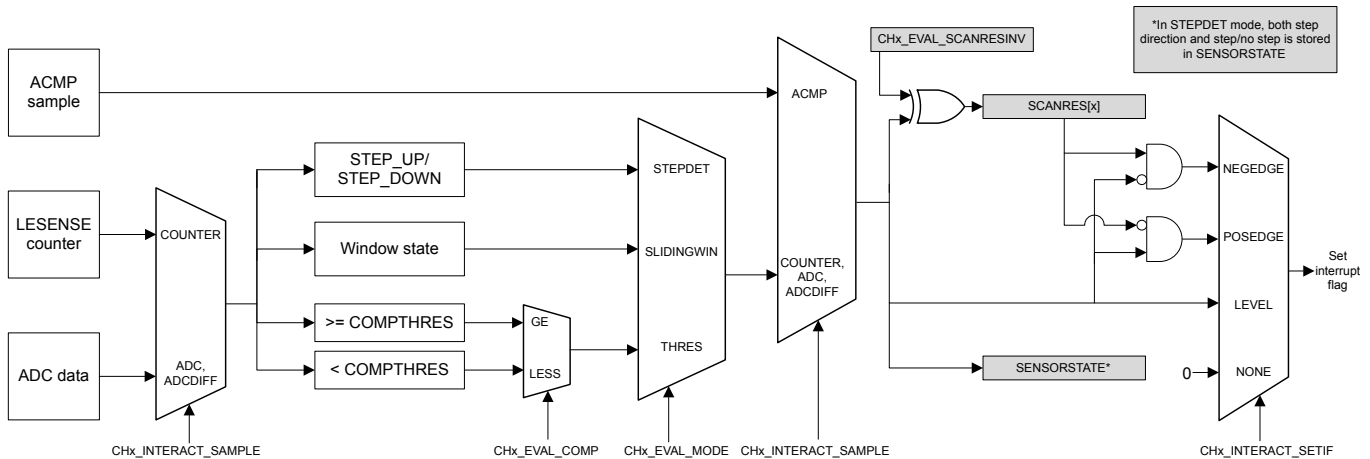 *In STEPDET mode, both step
direction and step/no step is stored
in SENSORSTATE
CHx_EVAL_SCANRESINV
ACMP
sample
ACMP
SCANRES[x]
STEP_UP/
STEP_DOWN
STEPDET
NEGEDGE
LESENSE
counter
COUNTER
Window state
SLIDINGWIN
POSEDGE
COUNTER,
ADC,
ADCDIFF
Set
interrupt
flag
>= COMPTHRES
GE
LEVEL
ADC data
ADC,
ADCDIFF
< COMPTHRES
LESS
THRES
SENSORSTATE*
0
NONE
CHx_INTERACT_SAMPLE
CHx_EVAL_COMP
CHx_EVAL_MODE
CHx_INTERACT_SAMPLE
CHx_INTERACT_SETIF